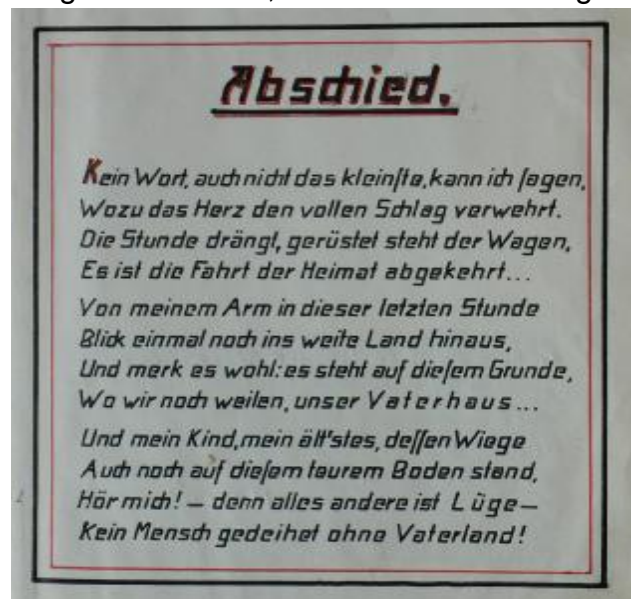 Abschied.
Kein Wort, auch nicht das kleinſte, kann ich ſagen,
Wozu das Herz den vollen Schlag verwehrt.
Die Stunde drängt, gerüstet steht der Wagen,
Es ist die Fahrt der Heimat abgekehrt...
Von meinem Arm in dieser letzten Stunde
Blick einmal noch ins weite Land hinaus,
Und merk es wohl: es steht auf dieſem Grunde,
Wo wir noch weilen, unser Vaterhaus...
Und mein Kind, mein ält'stes, deſſen Wiege
Auch noch auf dieſem teurem Boden stand,
Hör mich! – denn alles andere ist Lüge –
Kein Mensch gedeihet ohne Vaterland!